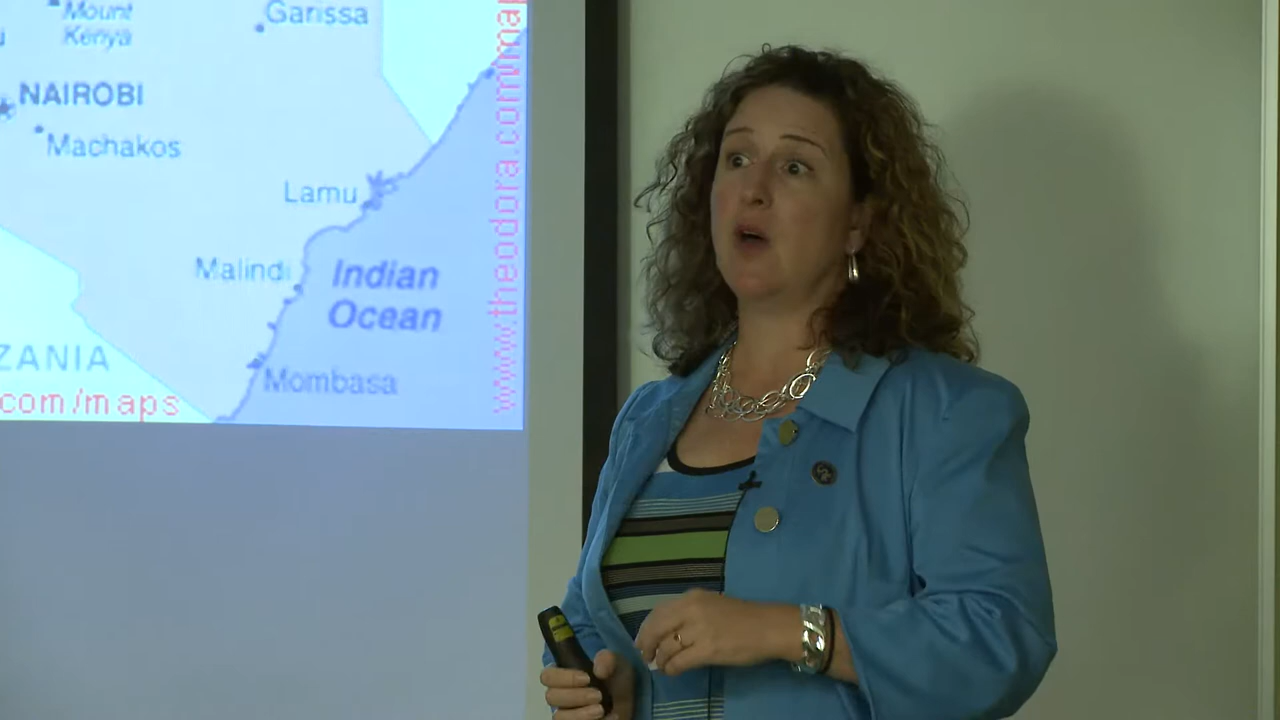 Mount
Kenya
Garissa
NAIROBI
Machakos
Lamu
Malindi
Indian
Ocean
ZANIA
Mombasa
com/maps
www.theodora.com/ma